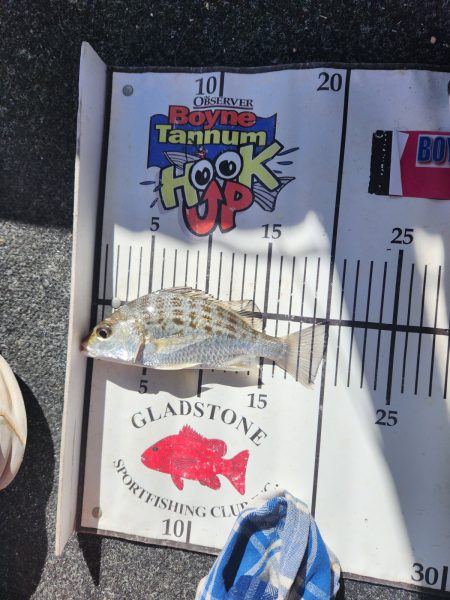 10
20
THE OBSERVER
Boyne
Tannum
HOOK
UP
BOY
5
15
25
5
15
25
GLADSTONE
SPORTFISHING CLUB
10
30